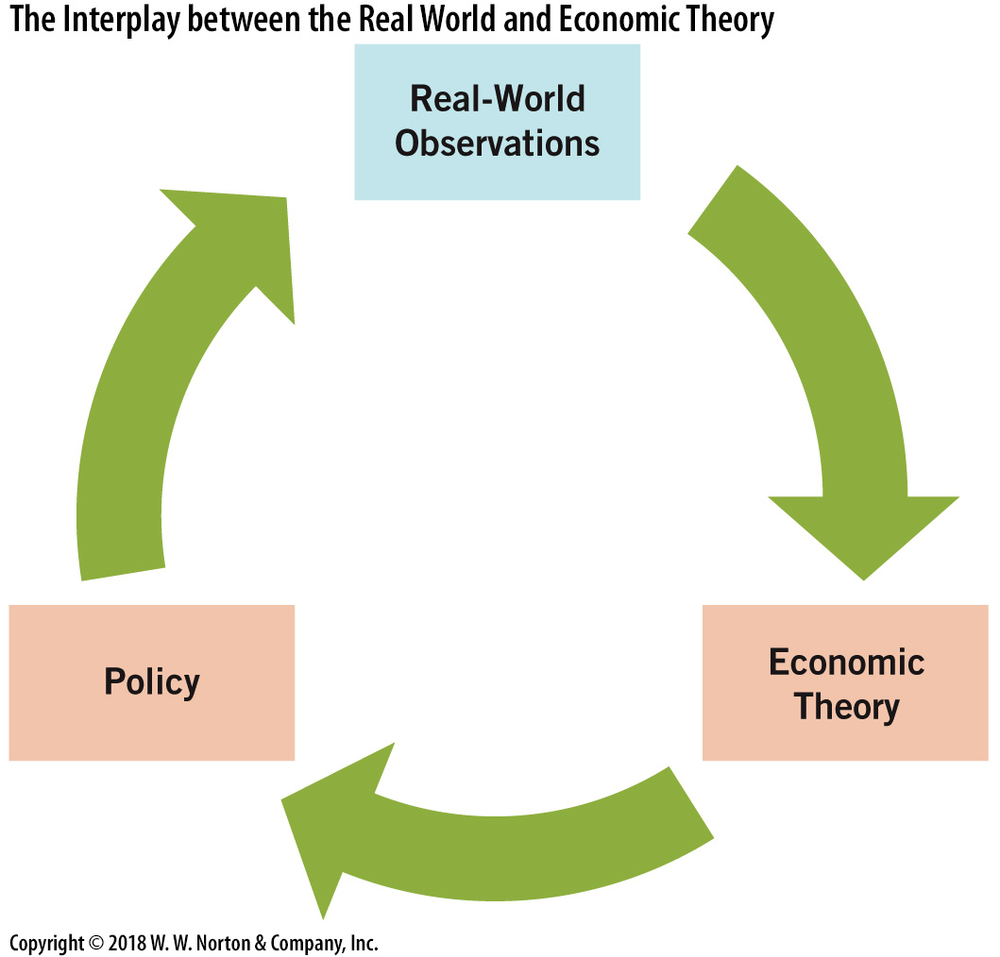 The Interplay between the Real World and Economic Theory
Real-World
Observations
Policy
Economic
Theory
Copyright © 2018 W. W. Norton & Company, Inc.